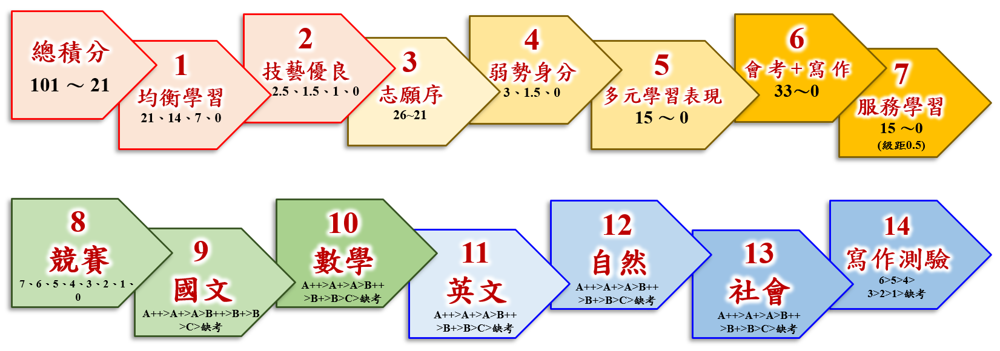 總積分
101 ～ 21
1
均衡學習
21、14、7、0
2
技藝優良
2.5、1.5、1、0
3
志願序
26~21
4
弱勢身分
3、1.5、0
5
多元學習表現
15 ～ 0
6
會考+寫作
33～0
7
服務學習
15 ～0
(級距0.5)
8
競賽
7、6、5、4、3、2、1、
0
9
國文
A++>A+>A>B++>B+>B
>C>缺考
10
數學
A++>A+>A>B++
>B+>B>C>缺考
11
英文
A++>A+>A>B++
>B+>B>C>缺考
12
自然
A++>A+>A>B++
>B+>B>C>缺考
13
社會
A++>A+>A>B++
>B+>B>C>缺考
14
寫作測驗
6>5>4>
3>2>1>缺考